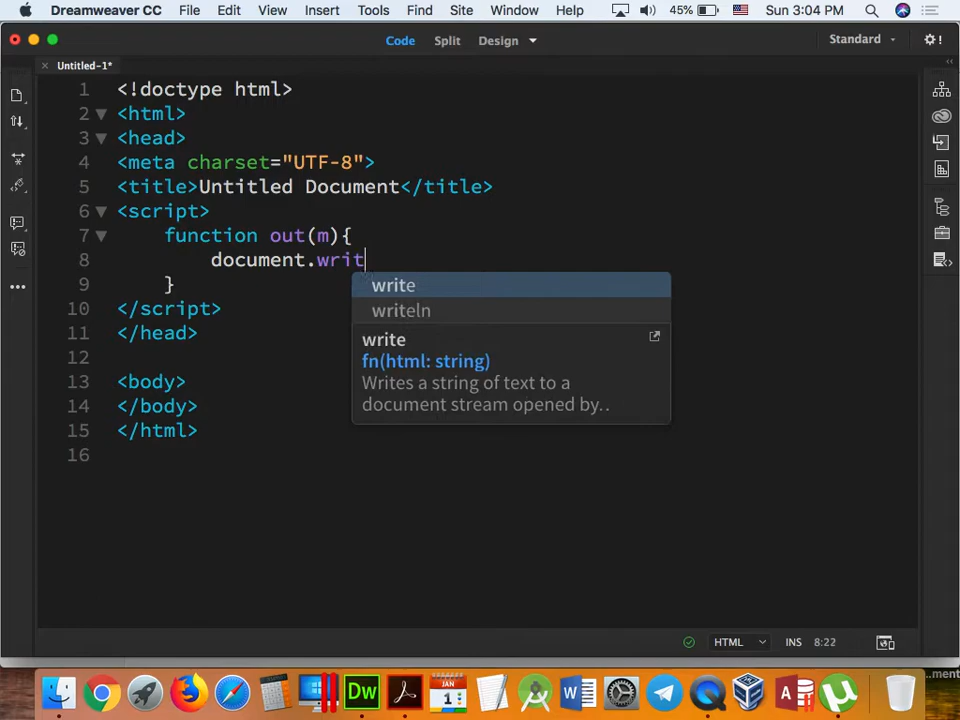 Dreamweaver CC File Edit View Insert Tools Find Site Window Help 45% Sun 3:04 PM
Code Split Design Standard
Untitled-1*
1 <!doctype html>
2 <html>
3 <head>
4 <meta charset="UTF-8">
5 <title>Untitled Document</title>
6 <script>
7 function out(m){
8 document.writ
9 }
10 </script>
11 </head>
12
13 <body>
14 </body>
15 </html>
16
write
writeln
write
fn(html: string)
Writes a string of text to a
document stream opened by..
HTML INS 8:22
Dw JAN 1 W A
...ment